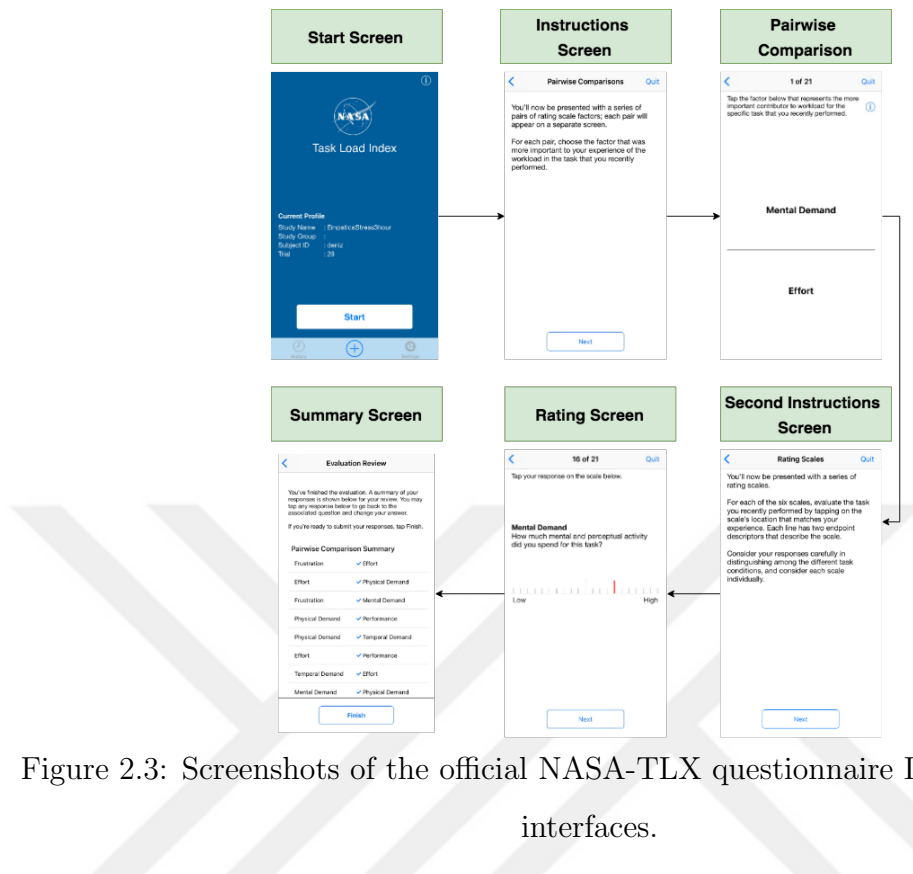 Start Screen
Instructions
Screen
Pairwise
Comparison
NASA
Task Load Index
Current Profile
Study Name : EmpaticaStress3hour
Study Group :
Subject ID : deniz
Trial : 29
Start
History
Settings
Pairwise Comparisons Quit
You'll now be presented with a series of
pairs of rating scale factors; each pair will
appear on a separate screen.
For each pair, choose the factor that was
more important to your experience of the
workload in the task that you recently
performed.
Next
1 of 21 Quit
Tap the factor below that represents the more
important contributor to workload for the
specific task that you recently performed.
Mental Demand
Effort
Summary Screen
Rating Screen
Second Instructions
Screen
Evaluation Review
You've finished the evaluation. A summary of your
responses is shown below for your review. You may
tap any response below to go back to the
associated question and change your answer.
If you're ready to submit your responses, tap Finish.
Pairwise Comparison Summary
Frustration ✓ Effort
Effort ✓ Physical Demand
Frustration ✓ Mental Demand
Physical Demand ✓ Performance
Physical Demand ✓ Temporal Demand
Effort ✓ Performance
Temporal Demand ✓ Effort
Mental Demand ✓ Physical Demand
Finish
16 of 21 Quit
Tap your response on the scale below.
Mental Demand
How much mental and perceptual activity
did you spend for this task?
Low High
Next
Rating Scales Quit
You'll now be presented with a series of
rating scales.
For each of the six scales, evaluate the task
you recently performed by tapping on the
scale's location that matches your
experience. Each line has two endpoint
descriptors that describe the scale.
Consider your responses carefully in
distinguishing among the different task
conditions, and consider each scale
individually.
Next
Figure 2.3: Screenshots of the official NASA-TLX questionnaire
interfaces.